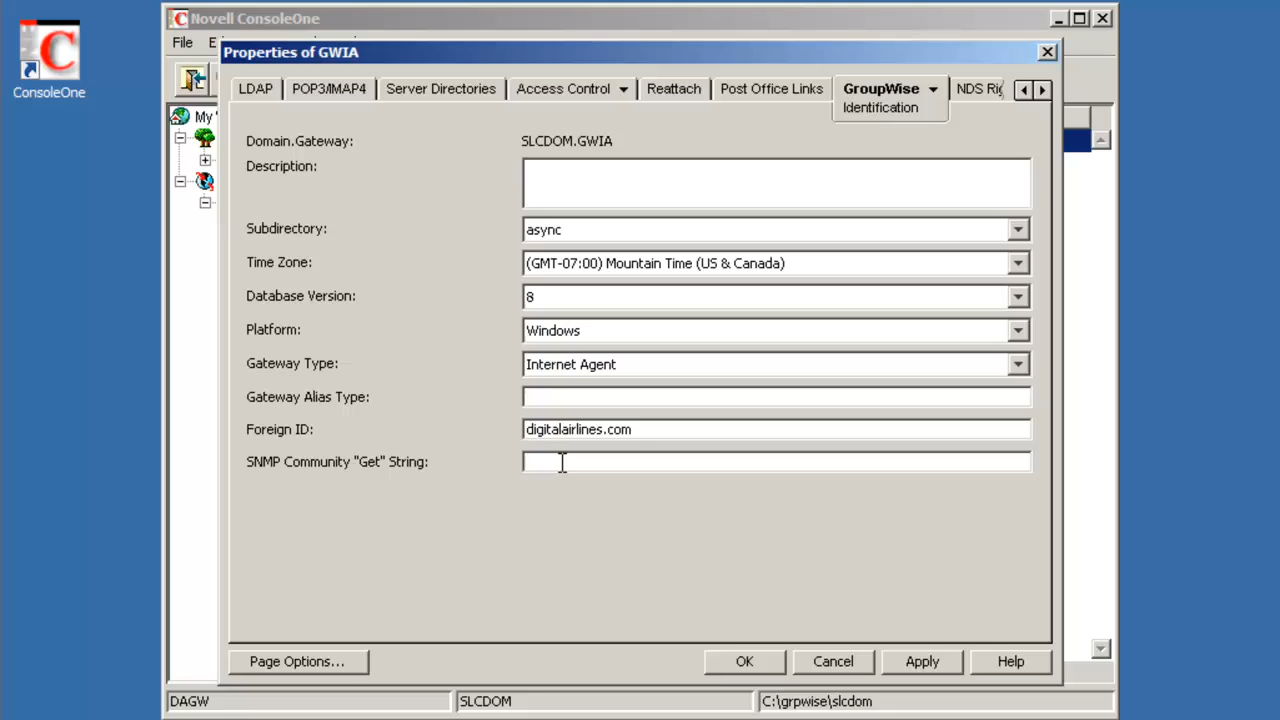 Novell ConsoleOne
File
Properties of GWIA
LDAP POP3/IMAP4 Server Directories Access Control Reattach Post Office Links GroupWise
Identification
ConsoleOne
My
Domain.Gateway: SLCDOM.GWIA
Description:
Subdirectory: async
Time Zone: (GMT-07:00) Mountain Time (US & Canada)
Database Version: 8
Platform: Windows
Gateway Type: Internet Agent
Gateway Alias Type:
Foreign ID: digitalairlines.com
SNMP Community "Get" String:
Page Options... OK Cancel Apply Help
DAGW SLCDOM C:\grpwise\slcdom